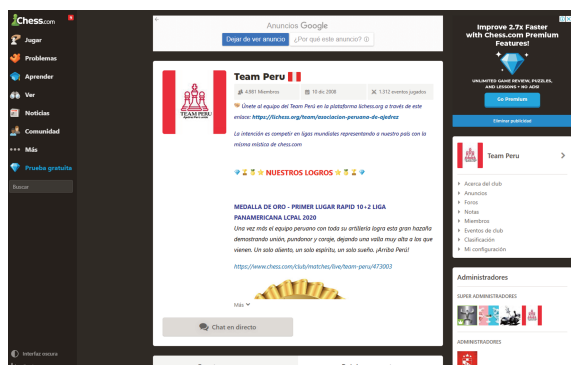 Chess.com
Jugar
Problemas
Aprender
Ver
Noticias
Comunidad
Más
Prueba gratuita
Buscar
Interfaz oscura
Anuncios Google
Dejar de ver anuncio
¿Por qué este anuncio?
Team Peru
4.981 Miembros
10 dic. 2008
1.312 eventos jugados
TEAM PERU
Únete al equipo del Team Perú en la plataforma lichess.org a través de este
enlace: https://lichess.org/team/asociacion-peruana-de-ajedrez
La intención es competir en ligas mundiales representando a nuestro país con la
misma mística de chess.com
NUESTROS LOGROS
MEDALLA DE ORO - PRIMER LUGAR RAPID 10+2 LIGA
PANAMERICANA LCPAL 2020
Una vez más el equipo peruano con toda su artillería logra esta gran hazaña
demostrando unión, pundonor y coraje, dejando una valla muy alta a los que
vienen. Un solo aliento, un solo espíritu, un solo sueño. ¡Arriba Perú!
https://www.chess.com/club/matches/live/team-peru/473003
Más
Chat en directo
Improve 2.7x Faster
with Chess.com Premium
Features!
UNLIMITED GAME REVIEW, PUZZLES,
AND LESSONS + NO ADS!
Go Premium
Eliminar publicidad
Team Peru
Acerca del club
Anuncios
Foros
Notas
Miembros
Eventos de club
Clasificación
Mi configuración
Administradores
SUPER ADMINISTRADORES
ADMINISTRADORES